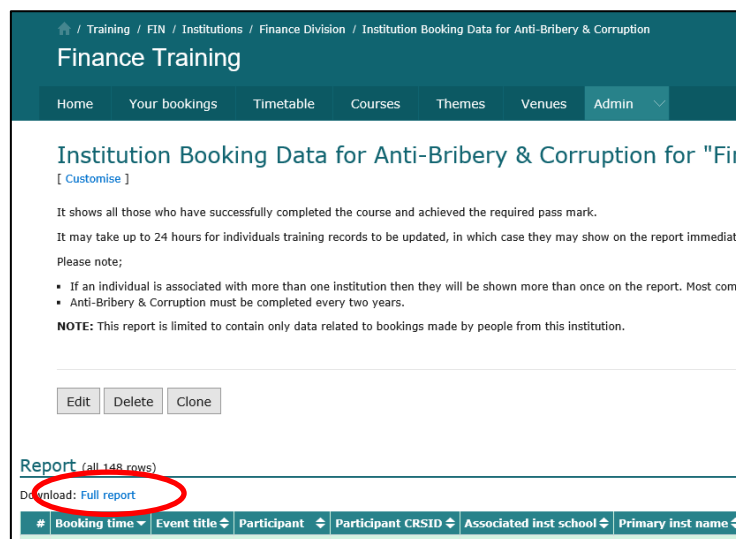 / Training / FIN / Institutions / Finance Division / Institution Booking Data for Anti-Bribery & Corruption
Finance Training
Home Your bookings Timetable Courses Themes Venues Admin
Institution Booking Data for Anti-Bribery & Corruption for "Fi
[ Customise ]
It shows all those who have successfully completed the course and achieved the required pass mark.
It may take up to 24 hours for individuals training records to be updated, in which case they may show on the report immediat
Please note;
▪ If an individual is associated with more than one institution then they will be shown more than once on the report. Most com
▪ Anti-Bribery & Corruption must be completed every two years.
NOTE: This report is limited to contain only data related to bookings made by people from this institution.
Edit Delete Clone
Report (all 148 rows)
Download: Full report
# Booking time Event title Participant Participant CRSID Associated inst school Primary inst name